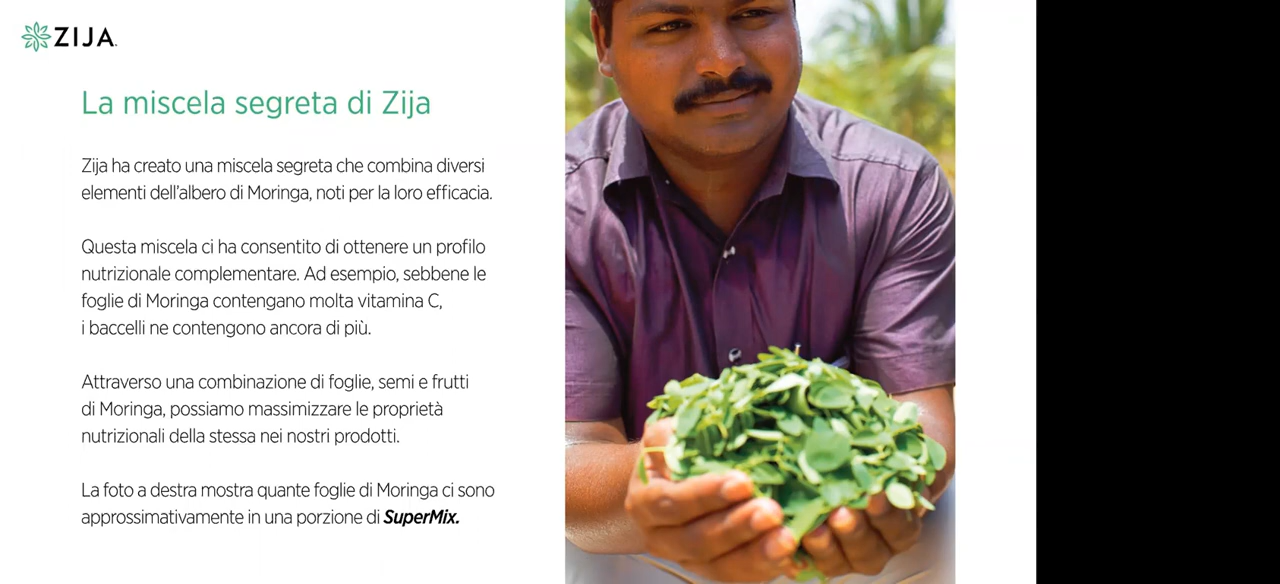 ZIJA
La miscela segreta di Zija
Zija ha creato una miscela segreta che combina diversi
elementi dell'albero di Moringa, noti per la loro efficacia.
Questa miscela ci ha consentito di ottenere un profilo
nutrizionale complementare. Ad esempio, sebbene le
foglie di Moringa contengano molta vitamina C,
i baccelli ne contengono ancora di più.
Attraverso una combinazione di foglie, semi e frutti
di Moringa, possiamo massimizzare le proprietà
nutrizionali della stessa nei nostri prodotti.
La foto a destra mostra quante foglie di Moringa ci sono
approssimativamente in una porzione di SuperMix.